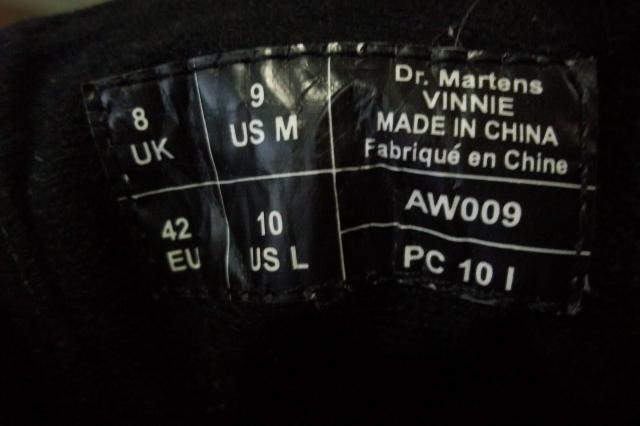 8
UK
9
US M
42
EU
10
US L
Dr. Martens
VINNIE
MADE IN CHINA
Fabriqué en Chine
AW009
PC 10 I